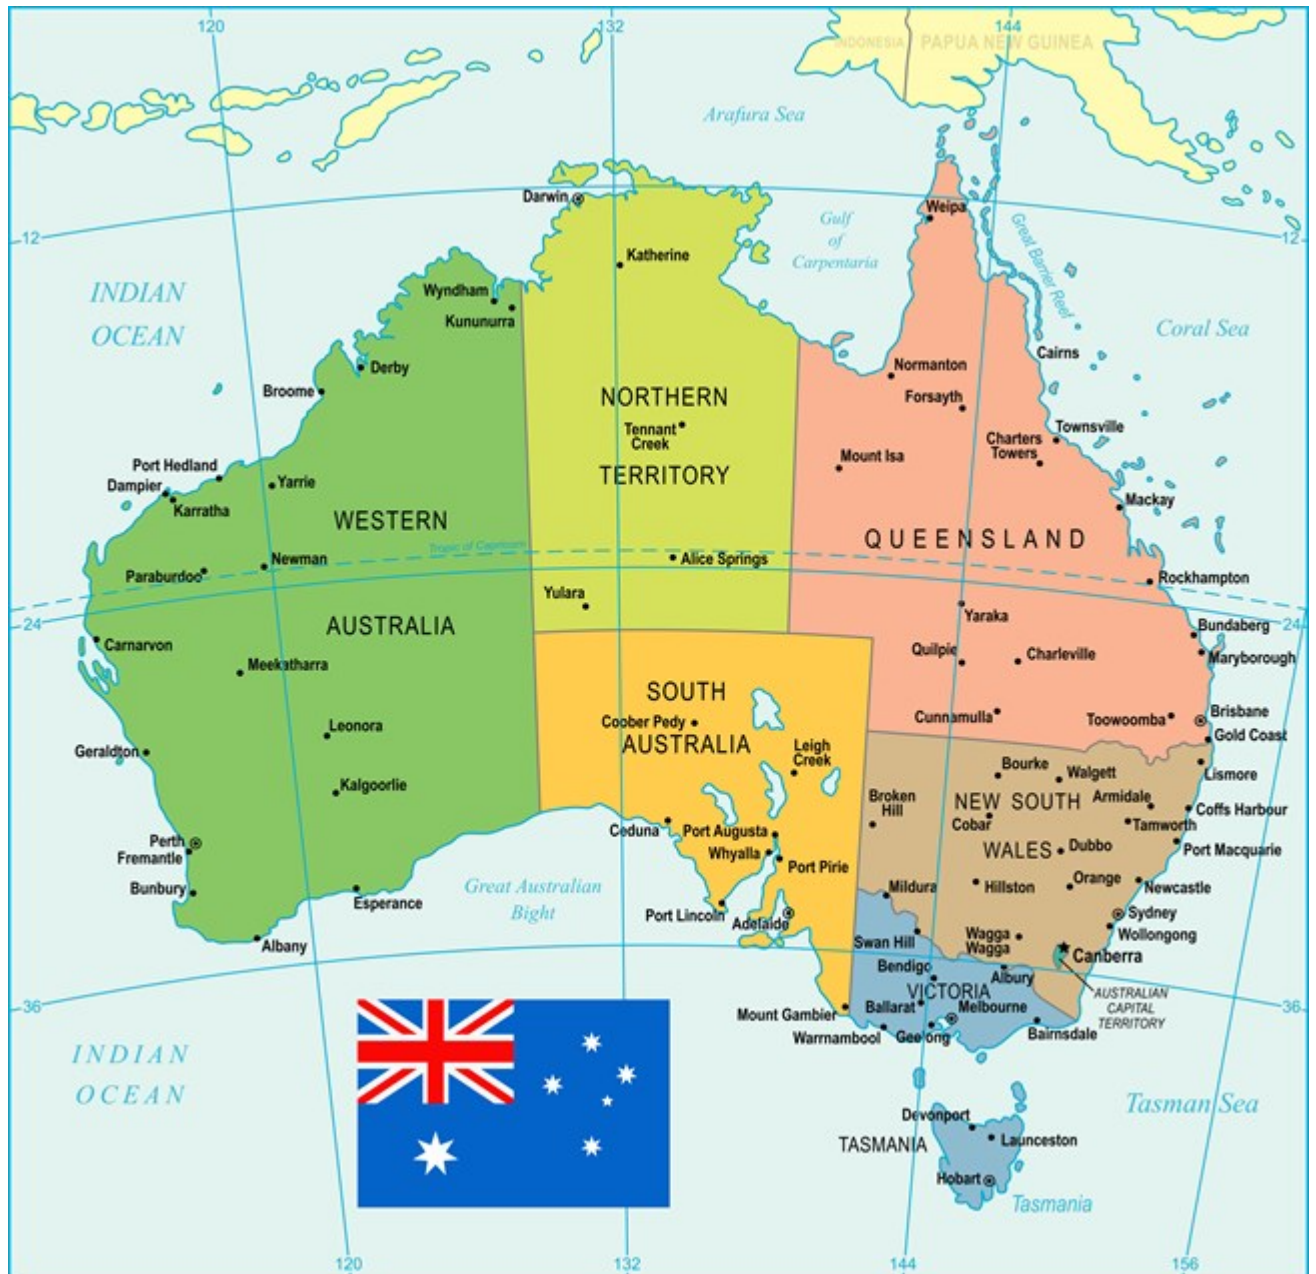 120
132
144
INDONESIA
PAPUA NEW GUINEA
Arafura Sea
Darwin
Weipa
Gulf
of
Carpentaria
Great Barrier Reef
12
12
Katherine
INDIAN
OCEAN
Wyndham
Kununurra
Coral Sea
Cairns
Derby
Broome
Normanton
Forsayth
NORTHERN
Tennant
Creek
TERRITORY
Townsville
Charters
Towers
Mount Isa
Port Hedland
Dampier
Karratha
Yarrie
Mackay
WESTERN
QUEENSLAND
Tropic of Capricorn
Newman
Paraburdoo
Alice Springs
Rockhampton
Yulara
Yaraka
24
24
AUSTRALIA
Bundaberg
Maryborough
Carnarvon
Meekatharra
Quilpie
Charleville
SOUTH
Coober Pedy
AUSTRALIA
Leigh
Creek
Cunnamulla
Toowoomba
Brisbane
Gold Coast
Leonora
Geraldton
Kalgoorlie
Bourke
Walgett
Lismore
Broken
Hill
NEW SOUTH
Cobar
Armidale
Coffs Harbour
Tamworth
WALES
Dubbo
Port Macquarie
Perth
Fremantle
Bunbury
Ceduna
Port Augusta
Whyalla
Port Pirie
Great Australian
Bight
Esperance
Albany
Port Lincoln
Adelaide
Mildura
Hillston
Orange
Newcastle
Sydney
Wollongong
Swan Hill
Wagga
Wagga
Canberra
Bendigo
Albury
VICTORIA
AUSTRALIAN
CAPITAL
TERRITORY
36
36
Mount Gambier
Ballarat
Melbourne
Warrnambool
Geelong
Bairnsdale
INDIAN
OCEAN
Tasman Sea
Devonport
TASMANIA
Launceston
Hobart
Tasmania
120
132
144
156